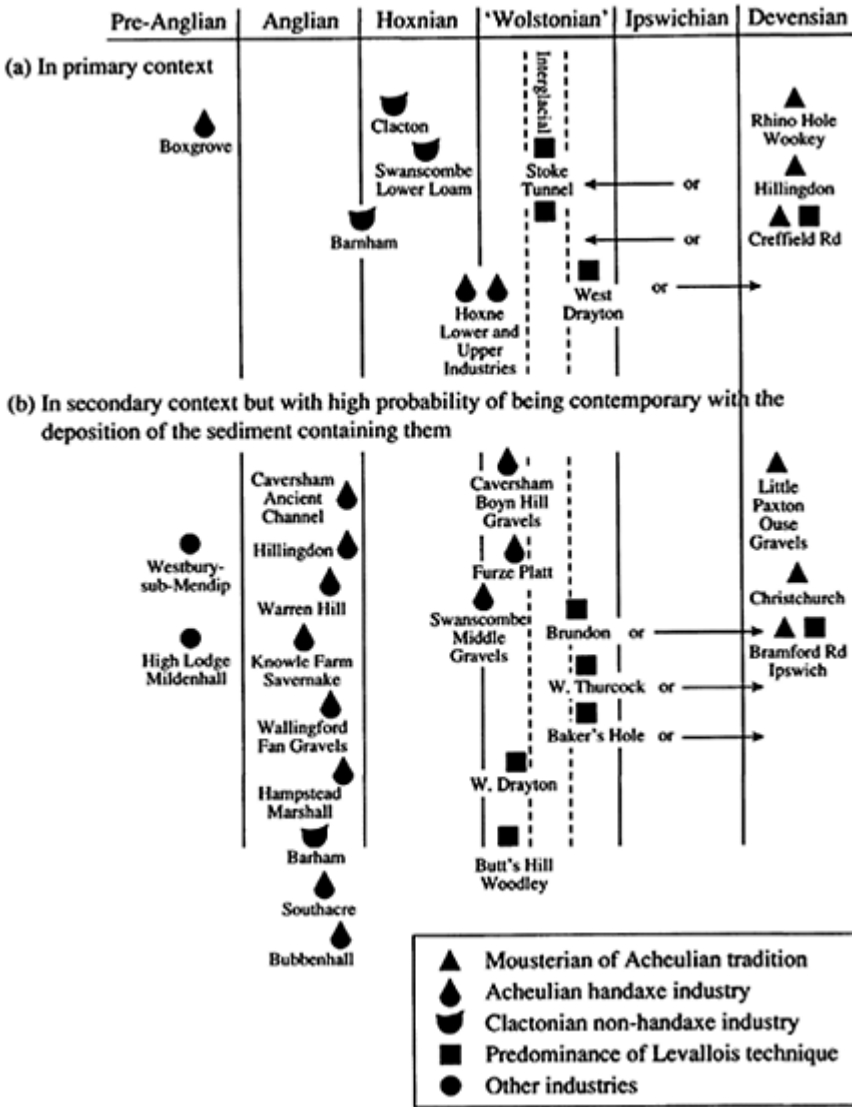 Pre-Anglian Anglian Hoxnian 'Wolstonian' Ipswichian Devensian
(a) In primary context
Interglacial
Boxgrove
Clacton
Swanscombe
Lower Loam
Barnham
Hoxne
Lower and
Upper
Industries
Stoke
Tunnel
or
or
West
Drayton
or
Rhino Hole
Wookey
Hillingdon
Creffield Rd
(b) In secondary context but with high probability of being contemporary with the
deposition of the sediment containing them
Westbury-
sub-Mendip
High Lodge
Mildenhall
Caversham
Ancient
Channel
Hillingdon
Warren Hill
Knowle Farm
Savernake
Wallingford
Fan Gravels
Hampstead
Marshall
Barham
Southacre
Bubbenhall
Caversham
Boyn Hill
Gravels
Furze Platt
Swanscombe
Middle
Gravels
Brundon or
W. Thurcock or
Baker's Hole or
W. Drayton
Butt's Hill
Woodley
Little
Paxton
Ouse
Gravels
Christchurch
Bramford Rd
Ipswich
Mousterian of Acheulian tradition
Acheulian handaxe industry
Clactonian non-handaxe industry
Predominance of Levallois technique
Other industries